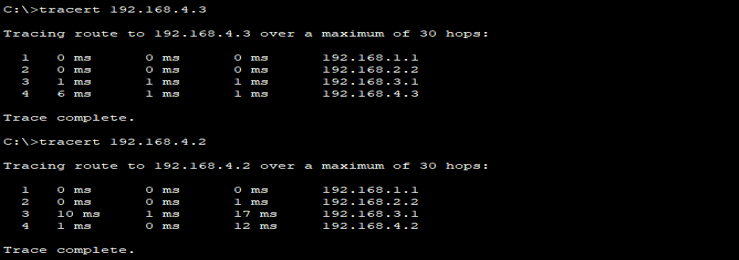 C:\>tracert 192.168.4.3
Tracing route to 192.168.4.3 over a maximum of 30 hops:
1 0 ms 0 ms 0 ms 192.168.1.1
2 0 ms 0 ms 0 ms 192.168.2.2
3 1 ms 1 ms 1 ms 192.168.3.1
4 6 ms 1 ms 1 ms 192.168.4.3
Trace complete.
C:\>tracert 192.168.4.2
Tracing route to 192.168.4.2 over a maximum of 30 hops:
1 0 ms 0 ms 0 ms 192.168.1.1
2 0 ms 0 ms 1 ms 192.168.2.2
3 10 ms 1 ms 17 ms 192.168.3.1
4 1 ms 0 ms 12 ms 192.168.4.2
Trace complete.